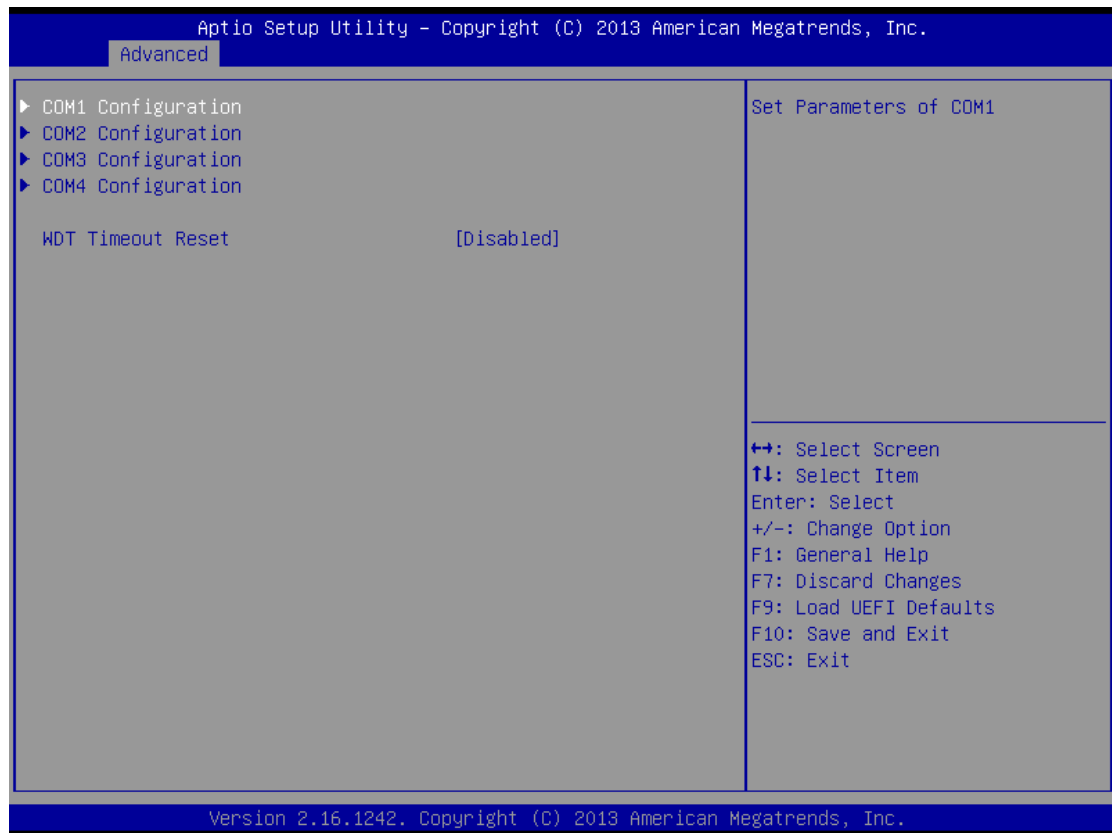 Aptio Setup Utility – Copyright (C) 2013 American Megatrends, Inc.
Advanced
▶ COM1 Configuration
▶ COM2 Configuration
▶ COM3 Configuration
▶ COM4 Configuration
WDT Timeout Reset [Disabled]
Set Parameters of COM1
↔: Select Screen
↑↓: Select Item
Enter: Select
+/-: Change Option
F1: General Help
F7: Discard Changes
F9: Load UEFI Defaults
F10: Save and Exit
ESC: Exit
Version 2.16.1242. Copyright (C) 2013 American Megatrends, Inc.